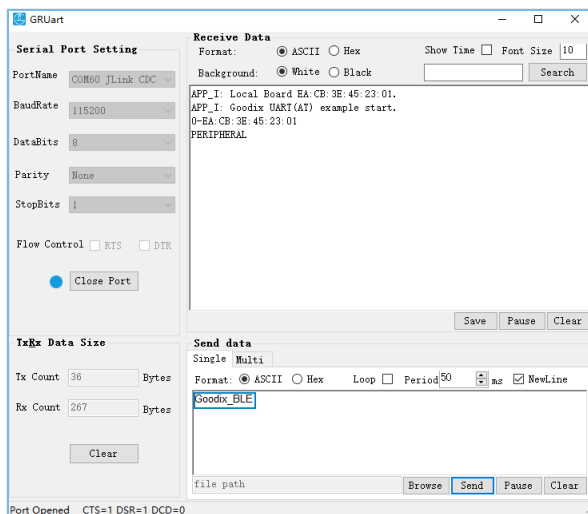 GRUart
Serial Port Setting
PortName COM60 JLink CDC
BaudRate 115200
DataBits 8
Parity None
StopBits 1
Flow Control RTS DTR
Close Port
TxRx Data Size
Tx Count 36 Bytes
Rx Count 267 Bytes
Clear
Receive Data
Format: ASCII Hex Show Time Font Size 10
Background: White Black Search
APP_I: Local Board EA:CB:3E:45:23:01.
APP_I: Goodix UART(AT) example start.
0-EA:CB:3E:45:23:01
PERIPHERAL
Save Pause Clear
Send data
Single Multi
Format: ASCII Hex Loop Period 50 ms NewLine
Goodix_BLE
file path Browse Send Pause Clear
Port Opened CTS=1 DSR=1 DCD=0